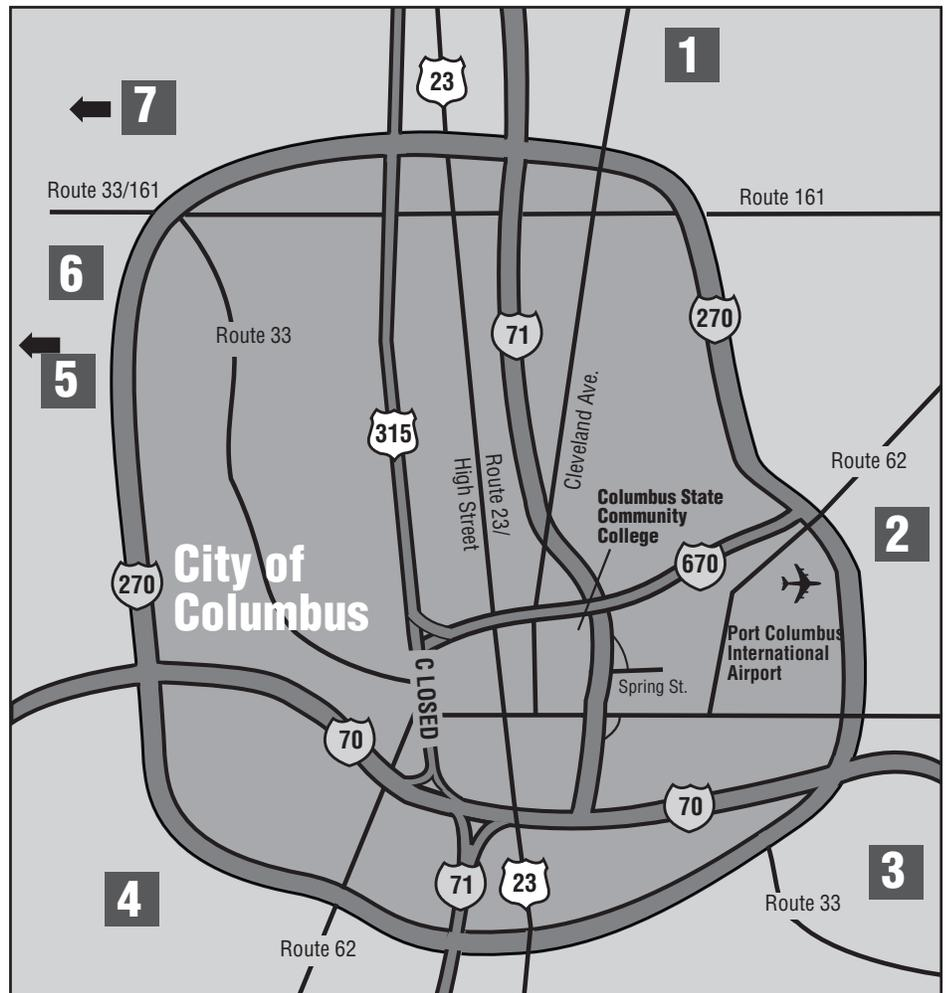 1
23
7
Route 33/161
Route 161
6
270
71
Route 33
5
Cleveland Ave.
315
Route 23/
High Street
Route 62
Columbus State
Community
College
2
670
City of
Columbus
270
Port Columbus
International
Airport
C LOSED
Spring St.
70
70
3
71
23
4
Route 33
Route 62